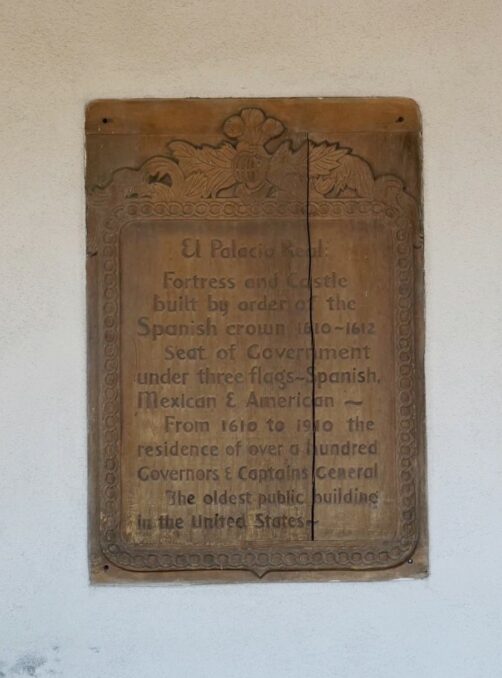 El Palacio Real:
Fortress and Castle
built by order of the
Spanish crown 1610~1612
Seat of Government
under three flags~Spanish,
Mexican & American ~
From 1610 to 1910 the
residence of over a hundred
Governors & Captains General
The oldest public building
in the United States~